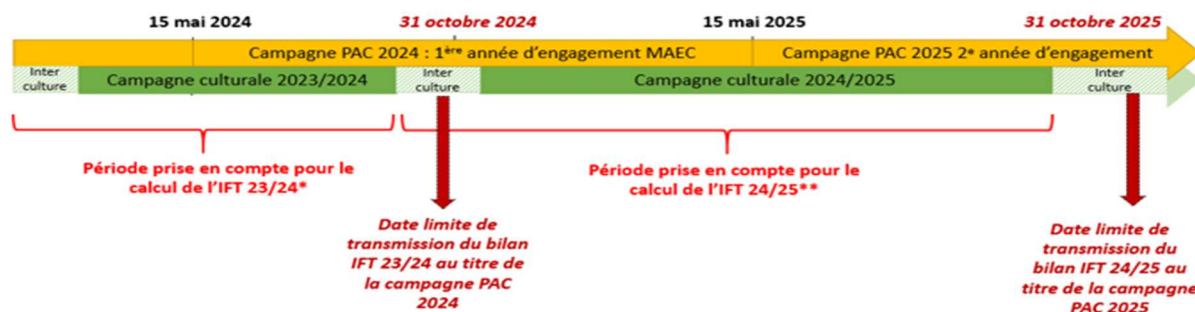 15 mai 2024
31 octobre 2024
15 mai 2025
31 octobre 2025
Campagne PAC 2024 : 1ère année d'engagement MAEC
Campagne PAC 2025 2e année d'engagement
Inter
culture
Campagne culturale 2023/2024
Inter
culture
Campagne culturale 2024/2025
Inter
culture
Période prise en compte pour le
calcul de l'IFT 23/24*
Période prise en compte pour le
calcul de l'IFT 24/25**
Date limite de
transmission du bilan
IFT 23/24 au titre de
la campagne PAC
2024
Date limite de
transmission du
bilan IFT 24/25 au
titre de la campagne
PAC 2025